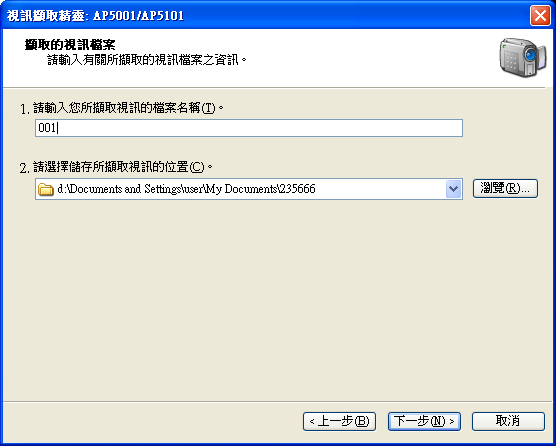 視訊擷取精靈: AP5001/AP5101
擷取的視訊檔案
請輸入有關所擷取的視訊檔案之資訊。
1. 請輸入您所擷取視訊的檔案名稱(I)。
001
2. 請選擇儲存所擷取視訊的位置(C)。
d:\Documents and Settings\user\My Documents\235666
瀏覽(R)...
< 上一步(B)
下一步(N) >
取消